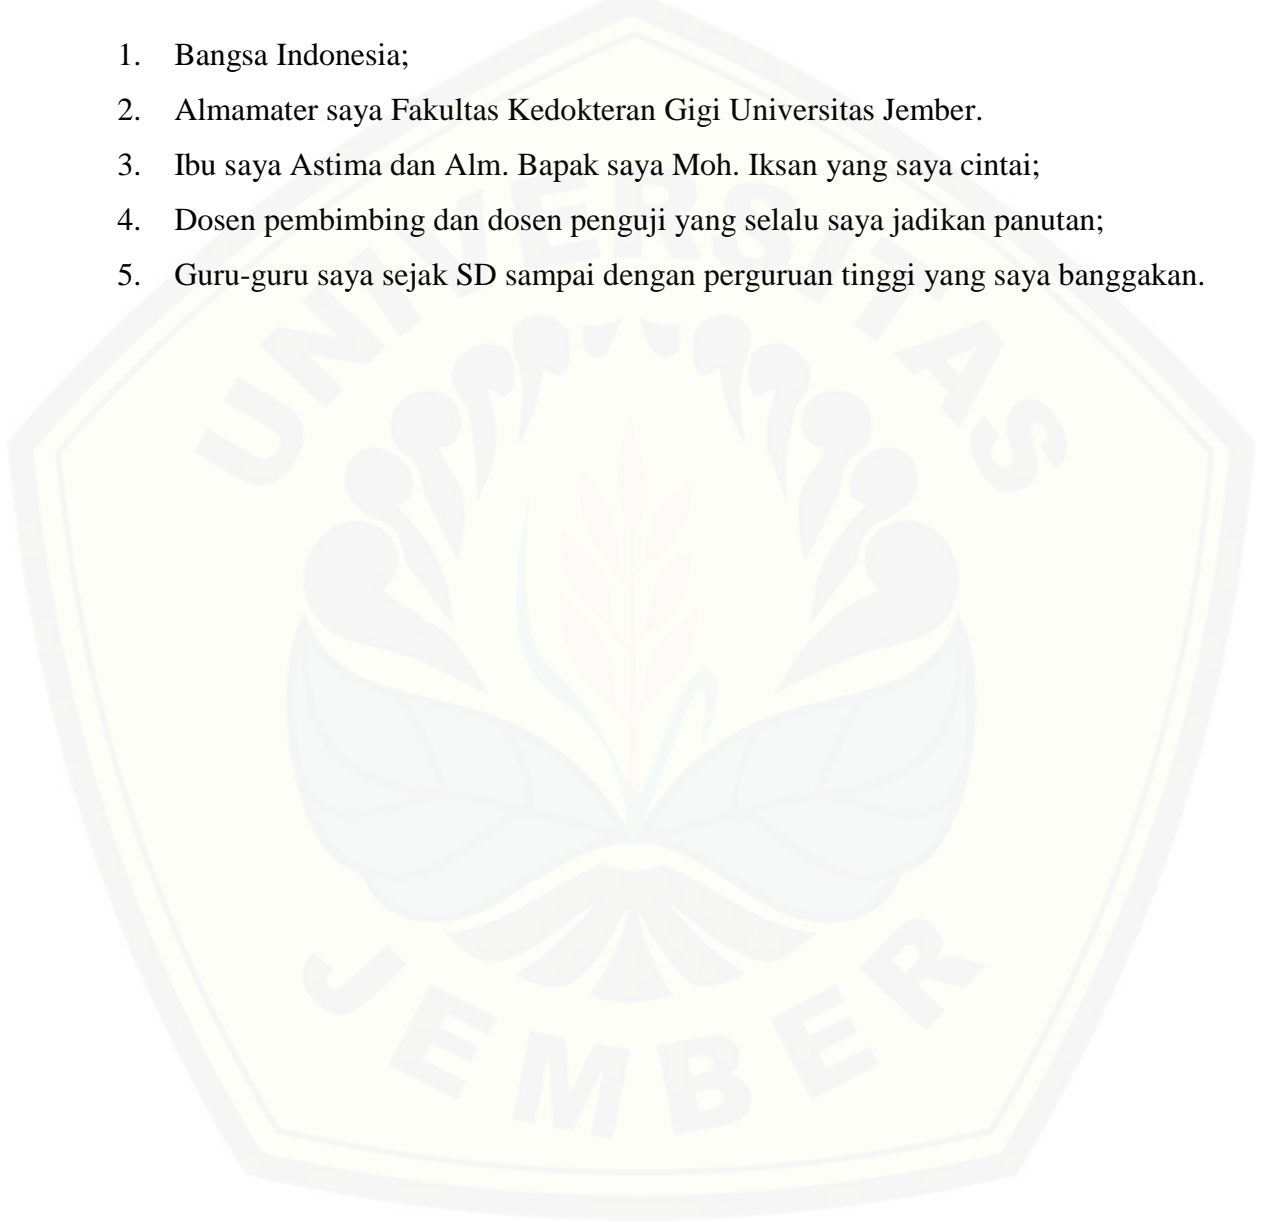 1. Bangsa Indonesia;
2. Almamater saya Fakultas Kedokteran Gigi Universitas Jember.
3. Ibu saya Astima dan Alm. Bapak saya Moh. Iksan yang saya cintai;
4. Dosen pembimbing dan dosen penguji yang selalu saya jadikan panutan;
5. Guru-guru saya sejak SD sampai dengan perguruan tinggi yang saya banggakan.
UNIVERSITAS
JEMBER